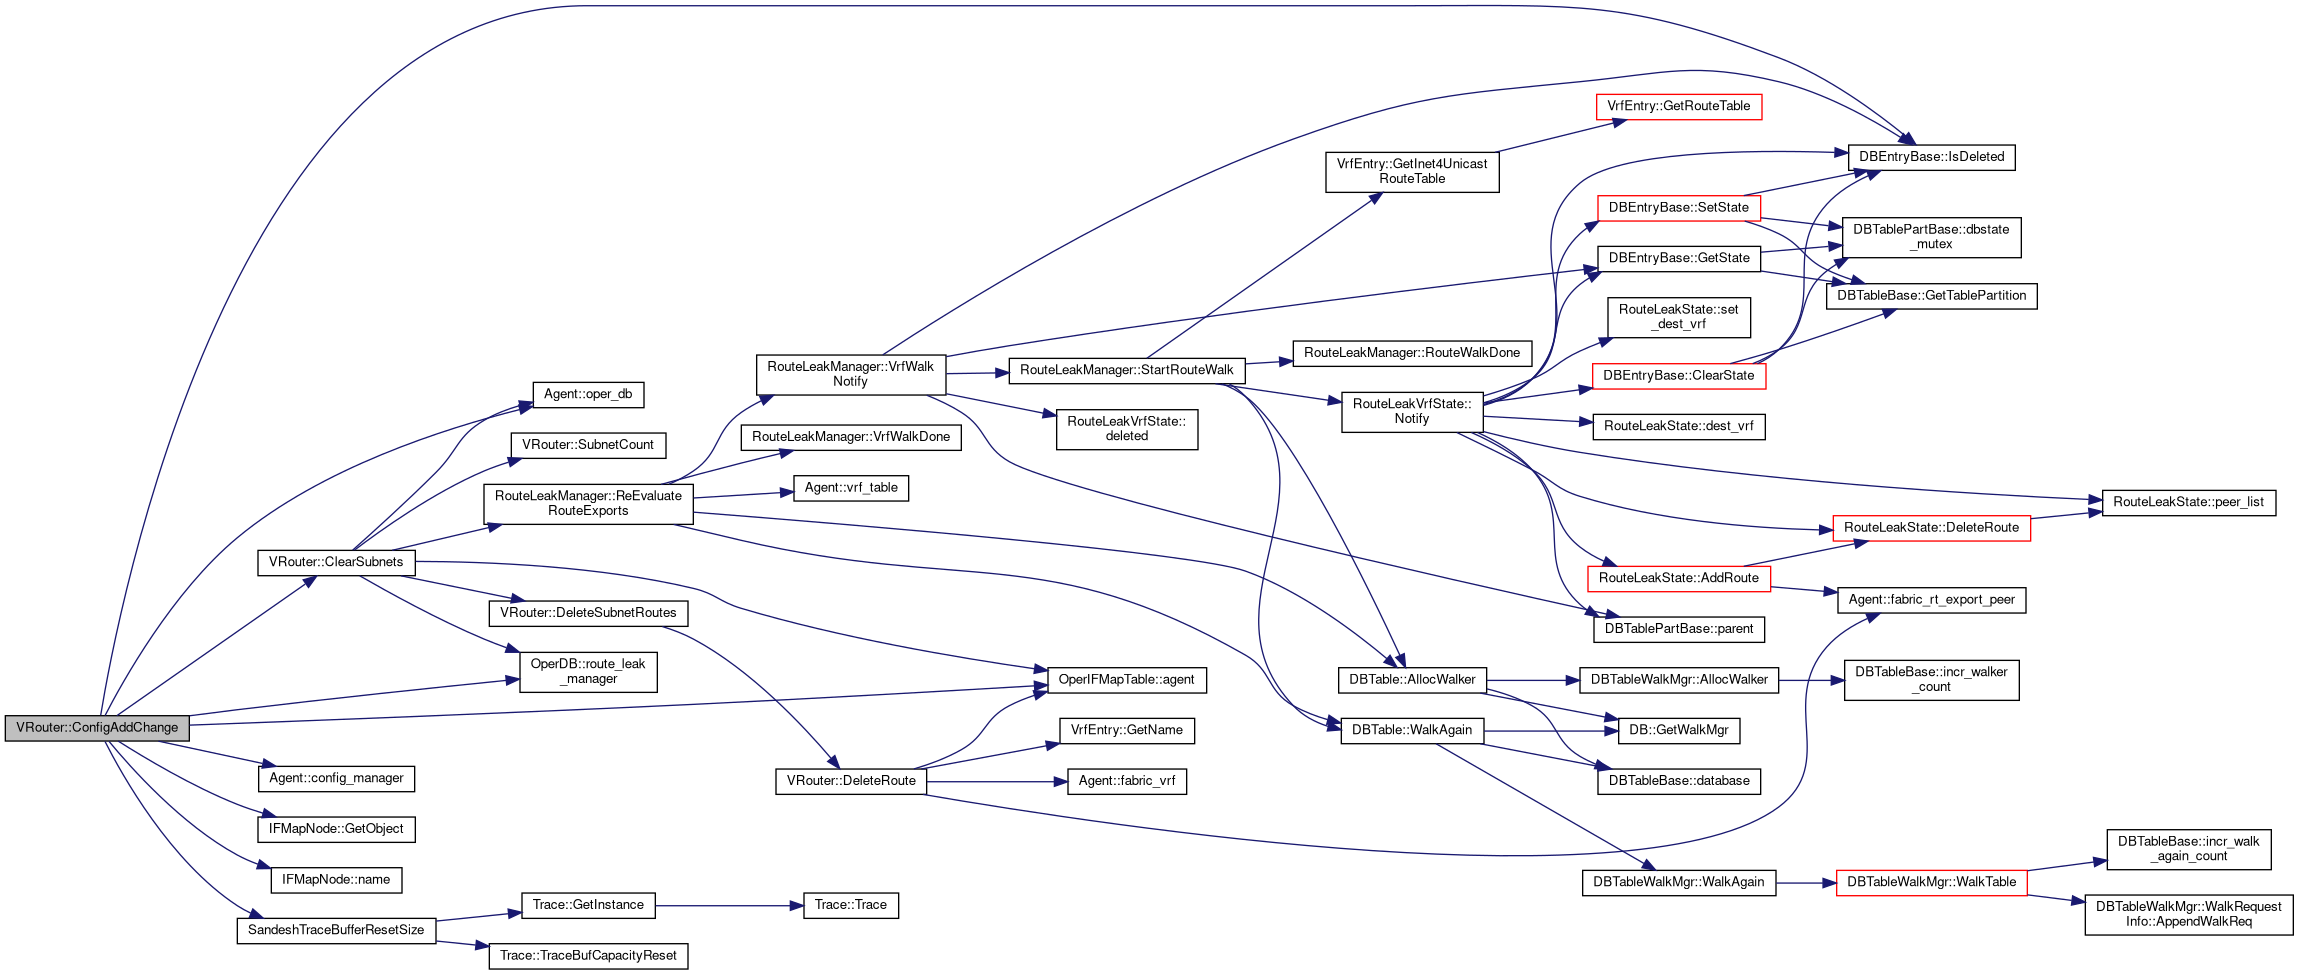 VRouter::ConfigAddChange
VRouter::ClearSubnets
Agent::config_manager
IFMapNode::GetObject
IFMapNode::name
SandeshTraceBufferResetSize
Agent::oper_db
VRouter::SubnetCount
RouteLeakManager::ReEvaluate
RouteExports
VRouter::DeleteSubnetRoutes
OperDB::route_leak
_manager
Trace::GetInstance
Trace::TraceBufCapacityReset
RouteLeakManager::VrfWalk
Notify
RouteLeakManager::VrfWalkDone
Agent::vrf_table
VRouter::DeleteRoute
Trace::Trace
RouteLeakManager::StartRouteWalk
RouteLeakVrfState::
deleted
OperIFMapTable::agent
VrfEntry::GetName
Agent::fabric_vrf
VrfEntry::GetInet4Unicast
RouteTable
RouteLeakManager::RouteWalkDone
RouteLeakVrfState::
Notify
DBTable::AllocWalker
DBTable::WalkAgain
VrfEntry::GetRouteTable
DBEntryBase::SetState
DBEntryBase::GetState
RouteLeakState::set
_dest_vrf
DBEntryBase::ClearState
RouteLeakState::dest_vrf
RouteLeakState::AddRoute
DBTablePartBase::parent
DBTableWalkMgr::AllocWalker
DB::GetWalkMgr
DBTableBase::database
DBTableWalkMgr::WalkAgain
DBEntryBase::IsDeleted
DBTablePartBase::dbstate
_mutex
DBTableBase::GetTablePartition
RouteLeakState::DeleteRoute
Agent::fabric_rt_export_peer
DBTableBase::incr_walker
_count
DBTableWalkMgr::WalkTable
RouteLeakState::peer_list
DBTableBase::incr_walk
_again_count
DBTableWalkMgr::WalkRequest
Info::AppendWalkReq